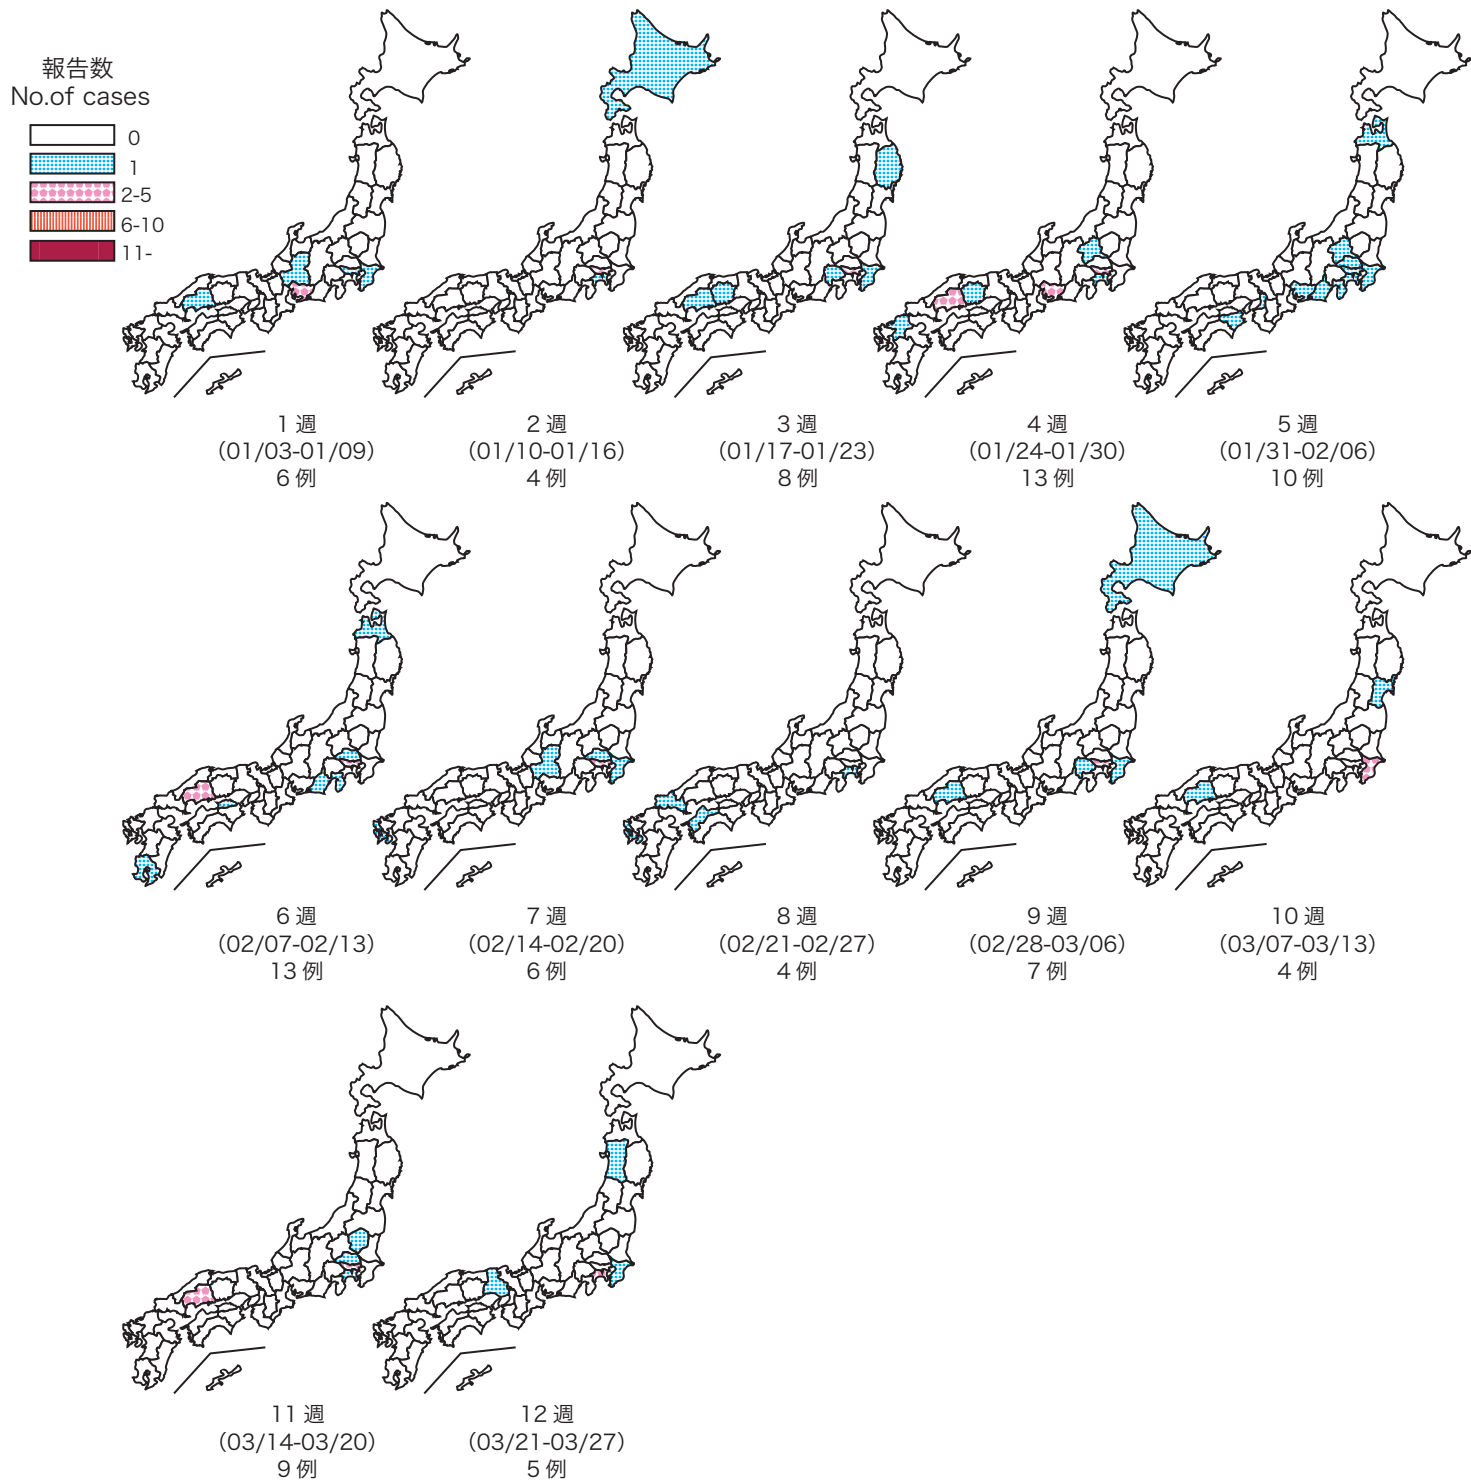 報告数
No.of cases
0
1
2-5
6-10
11-
1 週
（01/03-01/09）
6 例
2 週
（01/10-01/16）
4 例
3 週
（01/17-01/23）
8 例
4 週
（01/24-01/30）
13 例
5 週
（01/31-02/06）
10 例
6 週
（02/07-02/13）
13 例
7 週
（02/14-02/20）
6 例
8 週
（02/21-02/27）
4 例
9 週
（02/28-03/06）
7 例
10 週
（03/07-03/13）
4 例
11 週
（03/14-03/20）
9 例
12 週
（03/21-03/27）
5 例